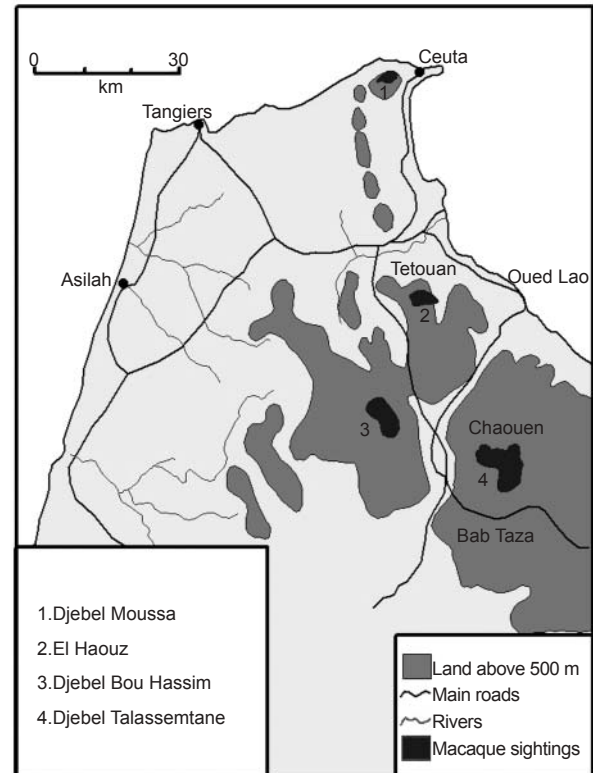 0 30
km
Ceuta
1
Tangiers
Asilah
Tetouan
Oued Lao
2
3
Chaouen
4
Bab Taza
1.Djebel Moussa
2.El Haouz
3.Djebel Bou Hassim
4.Djebel Talassemtane
Land above 500 m
Main roads
Rivers
Macaque sightings